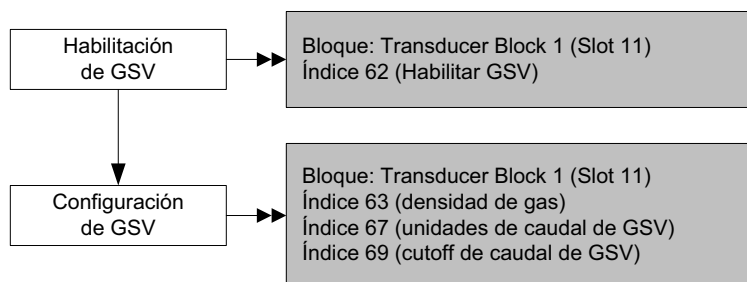 Habilitación
de GSV
Bloque: Transducer Block 1 (Slot 11)
Índice 62 (Habilitar GSV)
Configuración
de GSV
Bloque: Transducer Block 1 (Slot 11)
Índice 63 (densidad de gas)
Índice 67 (unidades de caudal de GSV)
Índice 69 (cutoff de caudal de GSV)